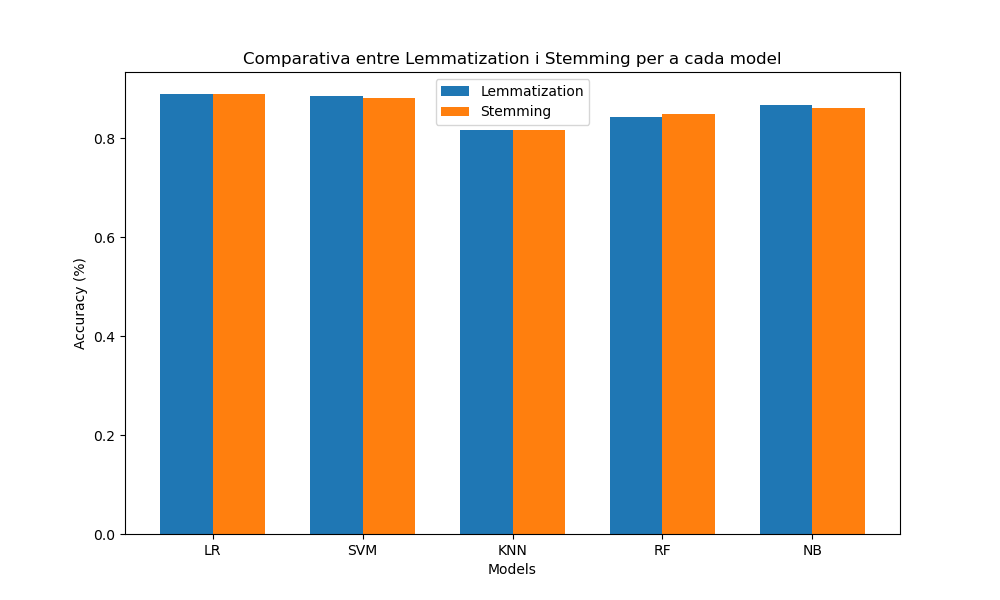 Comparativa entre Lemmatization i Stemming per a cada model
Lemmatization
Stemming
Accuracy (%)
0.8
0.6
0.4
0.2
0.0
LR SVM KNN RF NB
Models